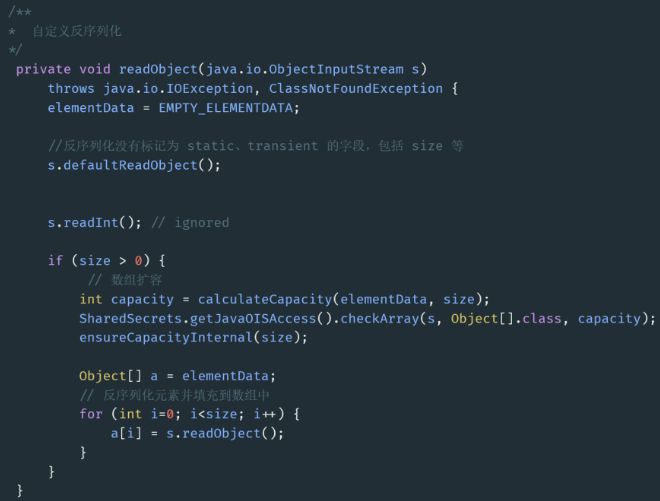 /**
*  自定义反序列化
*/
private void readObject(java.io.ObjectInputStream s)
    throws java.io.IOException, ClassNotFoundException {
    elementData = EMPTY_ELEMENTDATA;
    //反序列化没有标记为 static、transient 的字段，包括 size 等
    s.defaultReadObject();
    s.readInt(); // ignored
    if (size > 0) {
         // 数组扩容
        int capacity = calculateCapacity(elementData, size);
        SharedSecrets.getJavaOISAccess().checkArray(s, Object[].class, capacity);
        ensureCapacityInternal(size);
        Object[] a = elementData;
        // 反序列化元素并填充到数组中
        for (int i=0; i<size; i++) {
            a[i] = s.readObject();
        }
    }
}